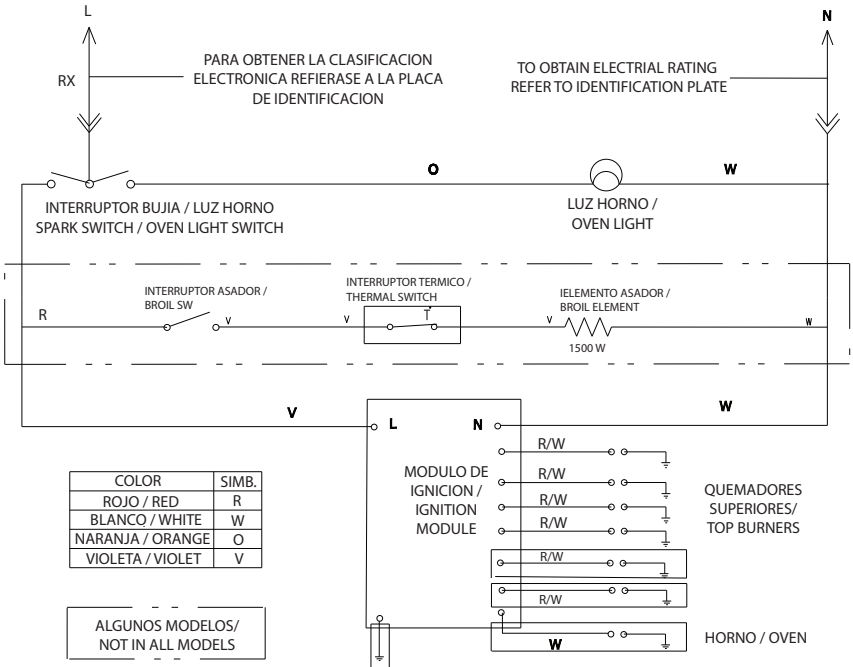 L
N
RX
PARA OBTENER LA CLASIFICACION
ELECTRONICA REFIERASE A LA PLACA
DE IDENTIFICACION
TO OBTAIN ELECTRIAL RATING
REFER TO IDENTIFICATION PLATE
O
W
INTERRUPTOR BUJIA / LUZ HORNO
SPARK SWITCH / OVEN LIGHT SWITCH
LUZ HORNO /
OVEN LIGHT
R
INTERRUPTOR ASADOR /
BROIL SW
V
V
INTERRUPTOR TERMICO /
THERMAL SWITCH
T
V
IELEMENTO ASADOR /
BROIL ELEMENT
1500 W
W
V
L
N
W
MODULO DE
IGNICION /
IGNITION
MODULE
R/W
R/W
R/W
R/W
R/W
R/W
W
QUEMADORES
SUPERIORES/
TOP BURNERS
HORNO / OVEN
COLOR SIMB.
ROJO / RED R
BLANCO / WHITE W
NARANJA / ORANGE O
VIOLETA / VIOLET V
ALGUNOS MODELOS/
NOT IN ALL MODELS